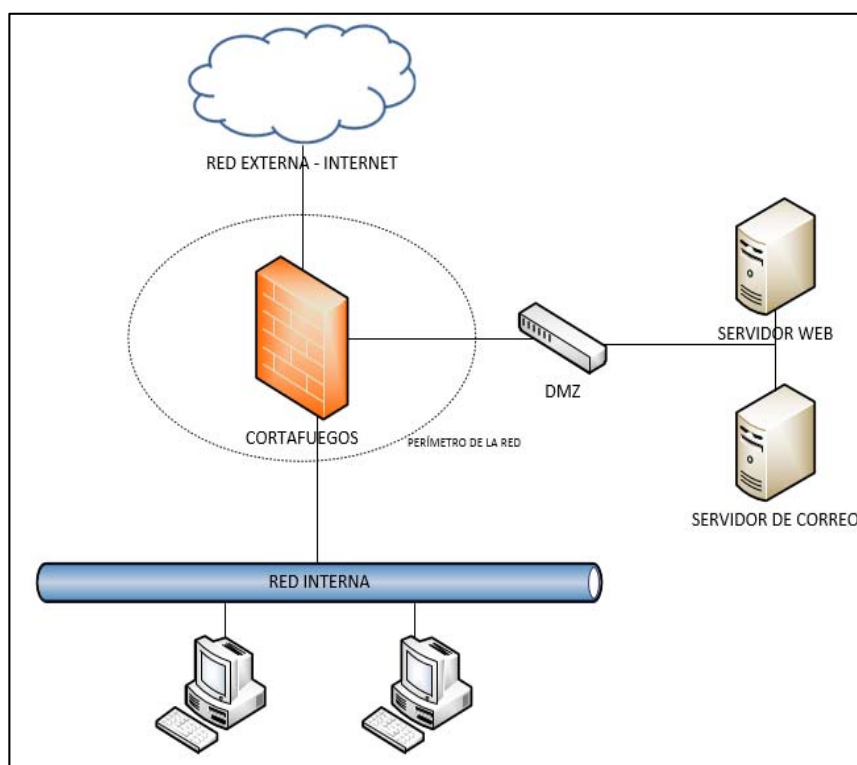 RED EXTERNA - INTERNET
SERVIDOR WEB
DMZ
CORTAFUEGOS
PERÍMETRO DE LA RED
SERVIDOR DE CORREO
RED INTERNA